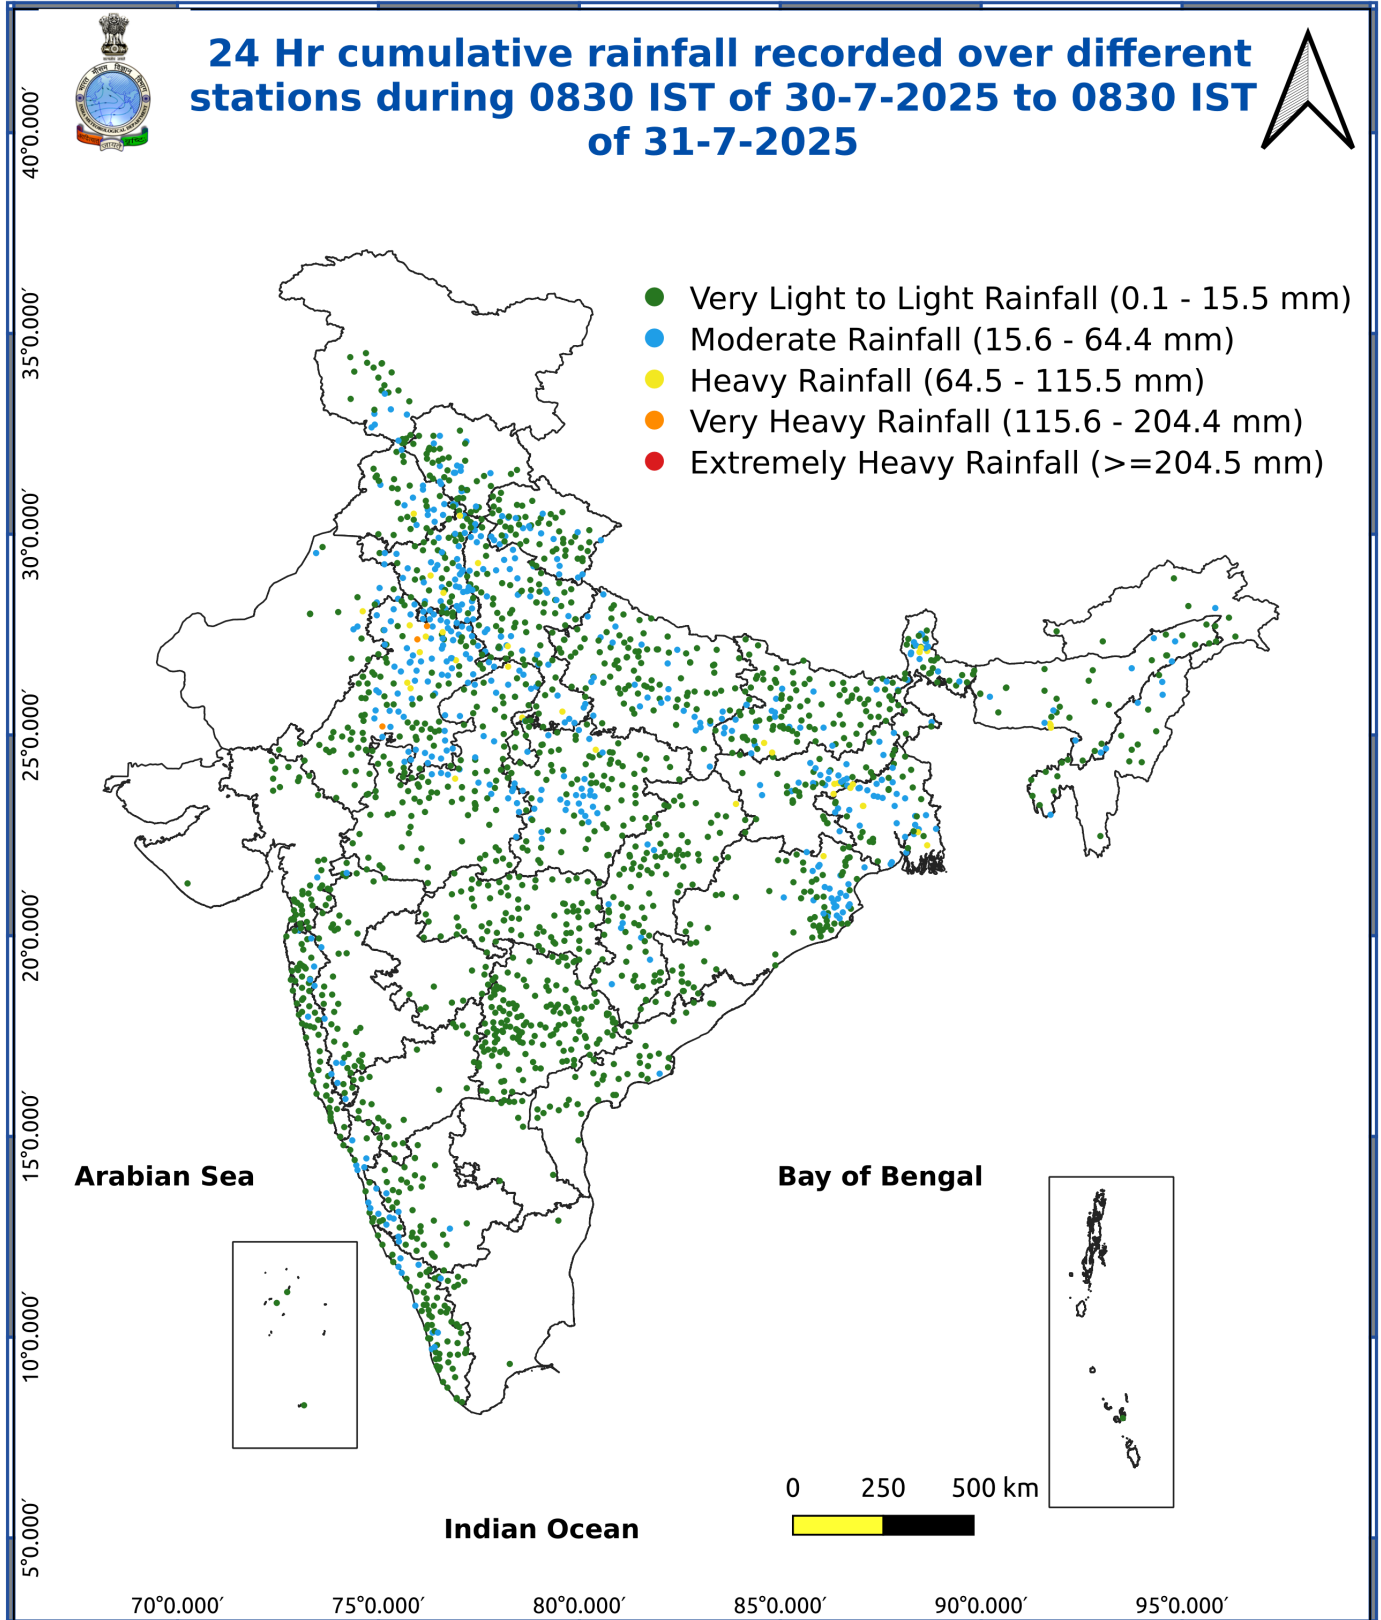 24 Hr cumulative rainfall recorded over different
stations during 0830 IST of 30-7-2025 to 0830 IST
of 31-7-2025
Very Light to Light Rainfall (0.1 - 15.5 mm)
Moderate Rainfall (15.6 - 64.4 mm)
Heavy Rainfall (64.5 - 115.5 mm)
Very Heavy Rainfall (115.6 - 204.4 mm)
Extremely Heavy Rainfall (>=204.5 mm)
40°0.000′
35°0.000′
30°0.000′
25°0.000′
20°0.000′
15°0.000′
10°0.000′
5°0.000′
Arabian Sea
Bay of Bengal
Indian Ocean
0 250 500 km
70°0.000′ 75°0.000′ 80°0.000′ 85°0.000′ 90°0.000′ 95°0.000′